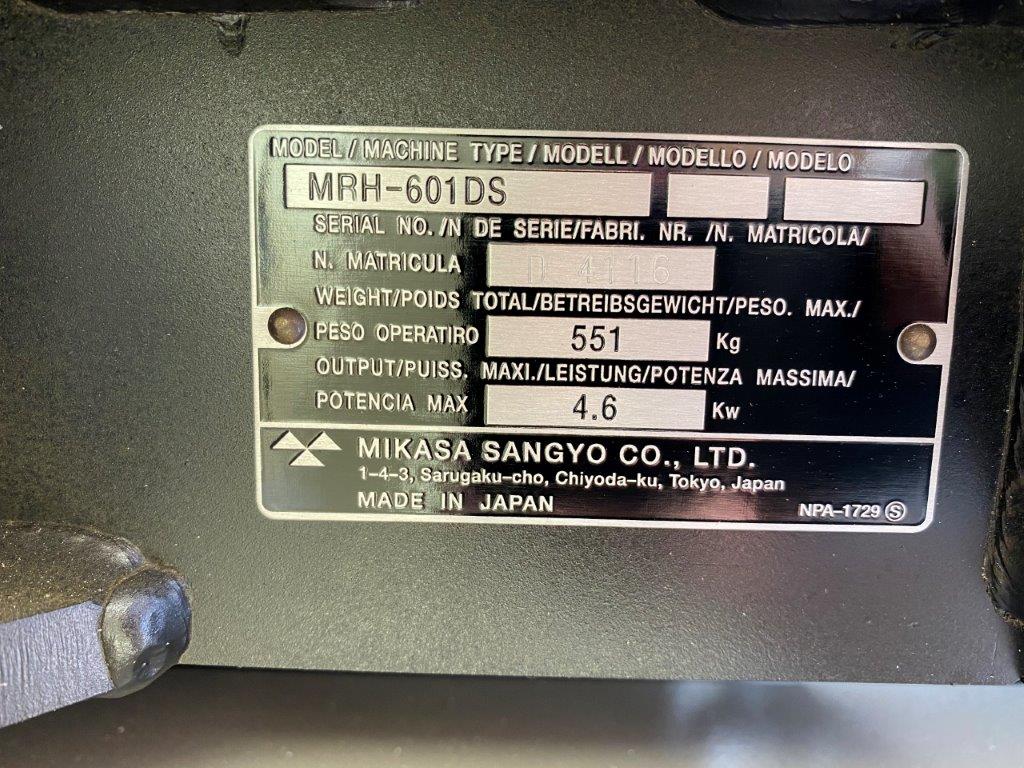 MODEL / MACHINE TYPE / MODELL / MODELLO / MODELO
MRH-601DS
SERIAL NO. /N DE SERIE/FABRI. NR. /N. MATRICOLA/
N. MATRICULA D 4116
WEIGHT/POIDS TOTAL/BETREIBSGEWICHT/PESO. MAX./
PESO OPERATIRO 551 Kg
OUTPUT/PUISS. MAXI./LEISTUNG/POTENZA MASSIMA/
POTENCIA MAX 4.6 Kw
MIKASA SANGYO CO., LTD.
1-4-3, Sarugaku-cho, Chiyoda-ku, Tokyo, Japan
MADE IN JAPAN NPA-1729 Ⓢ